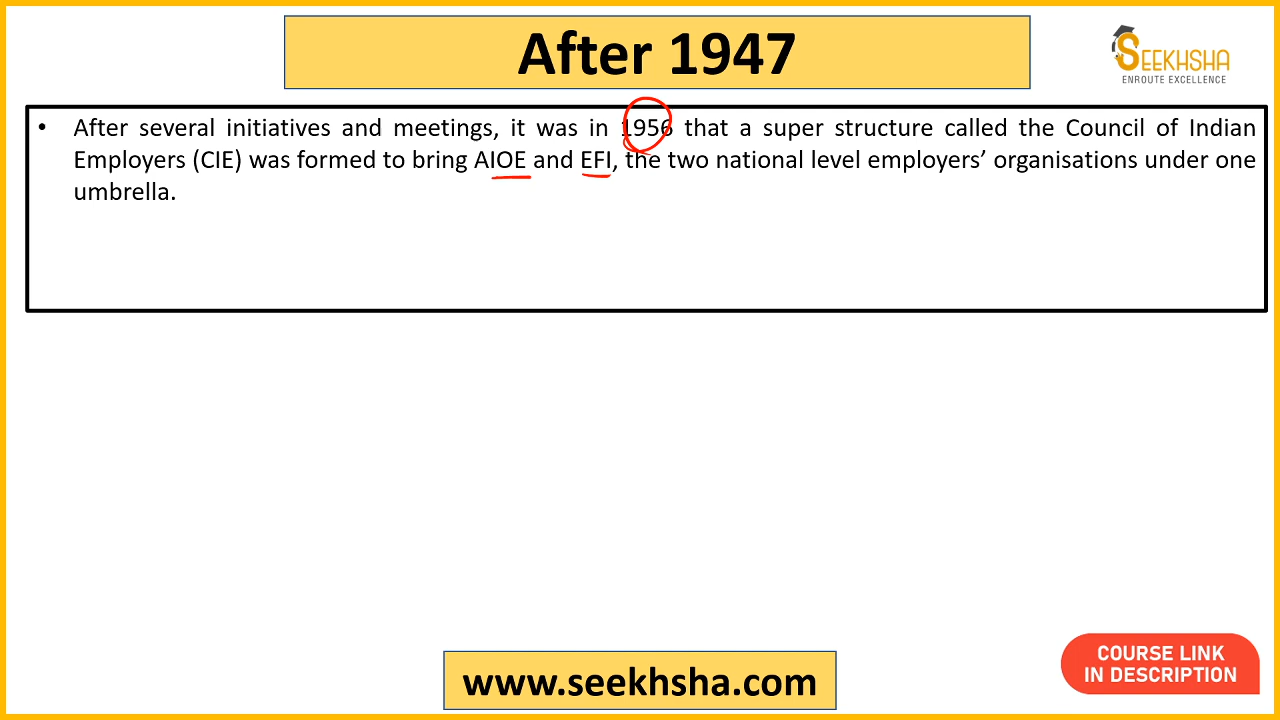 After 1947
SEEKHSHA
ENROUTE EXCELLENCE
• After several initiatives and meetings, it was in 1956 that a super structure called the Council of Indian
Employers (CIE) was formed to bring AIOE and EFI, the two national level employers’ organisations under one
umbrella.
COURSE LINK
IN DESCRIPTION
www.seekhsha.com